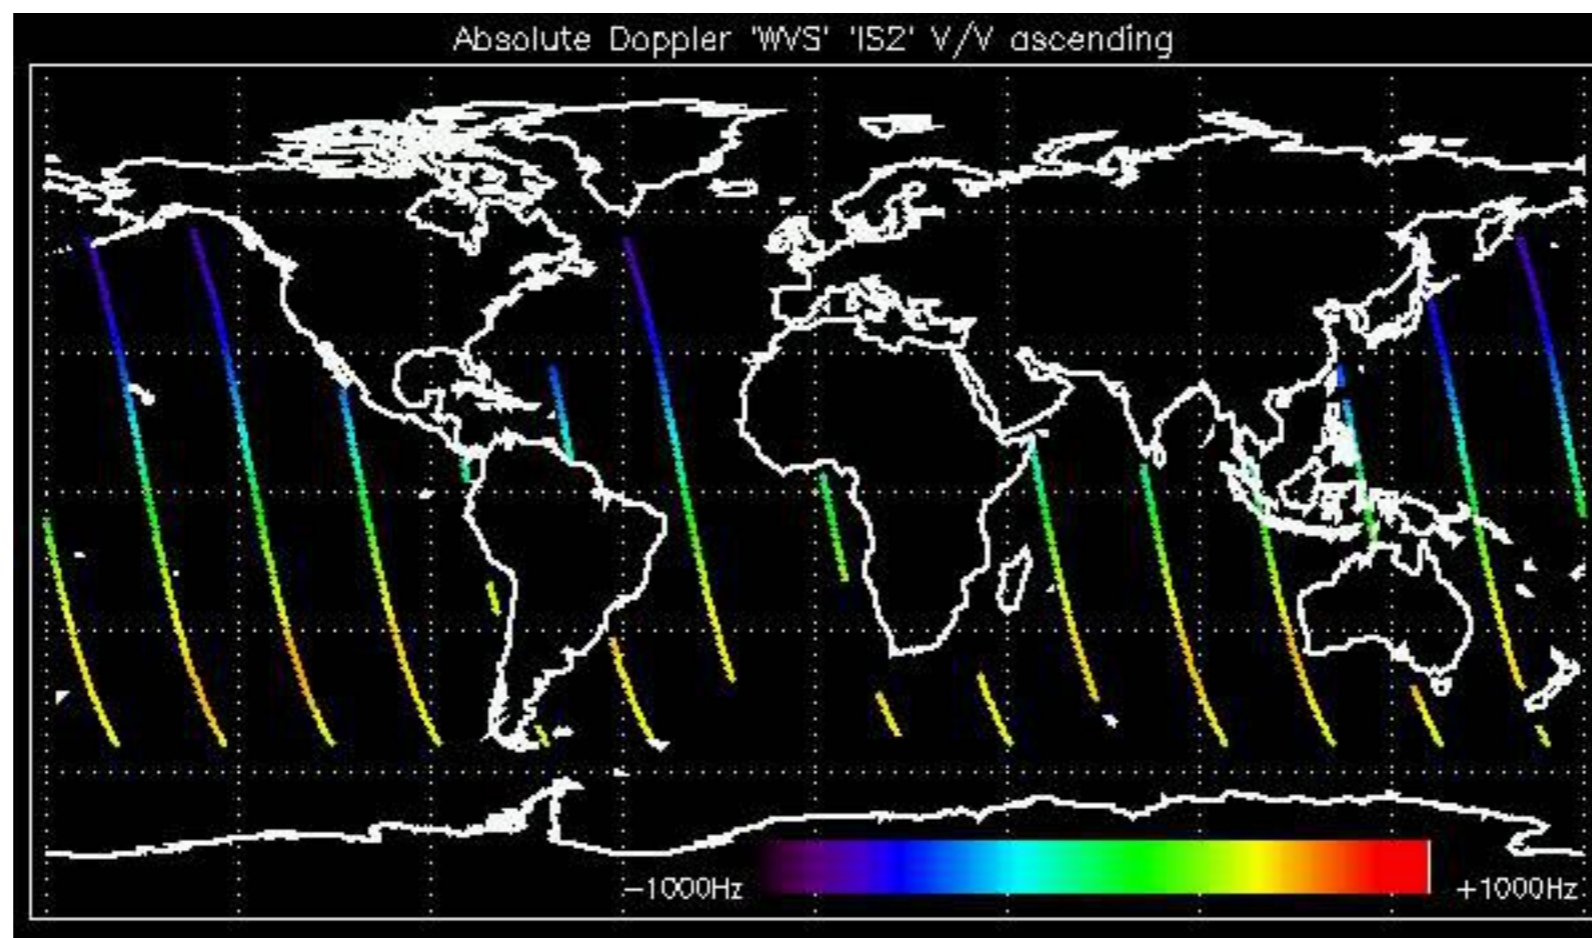 Absolute Doppler 'WVS' 'IS2' V/V ascending
−1000Hz +1000Hz